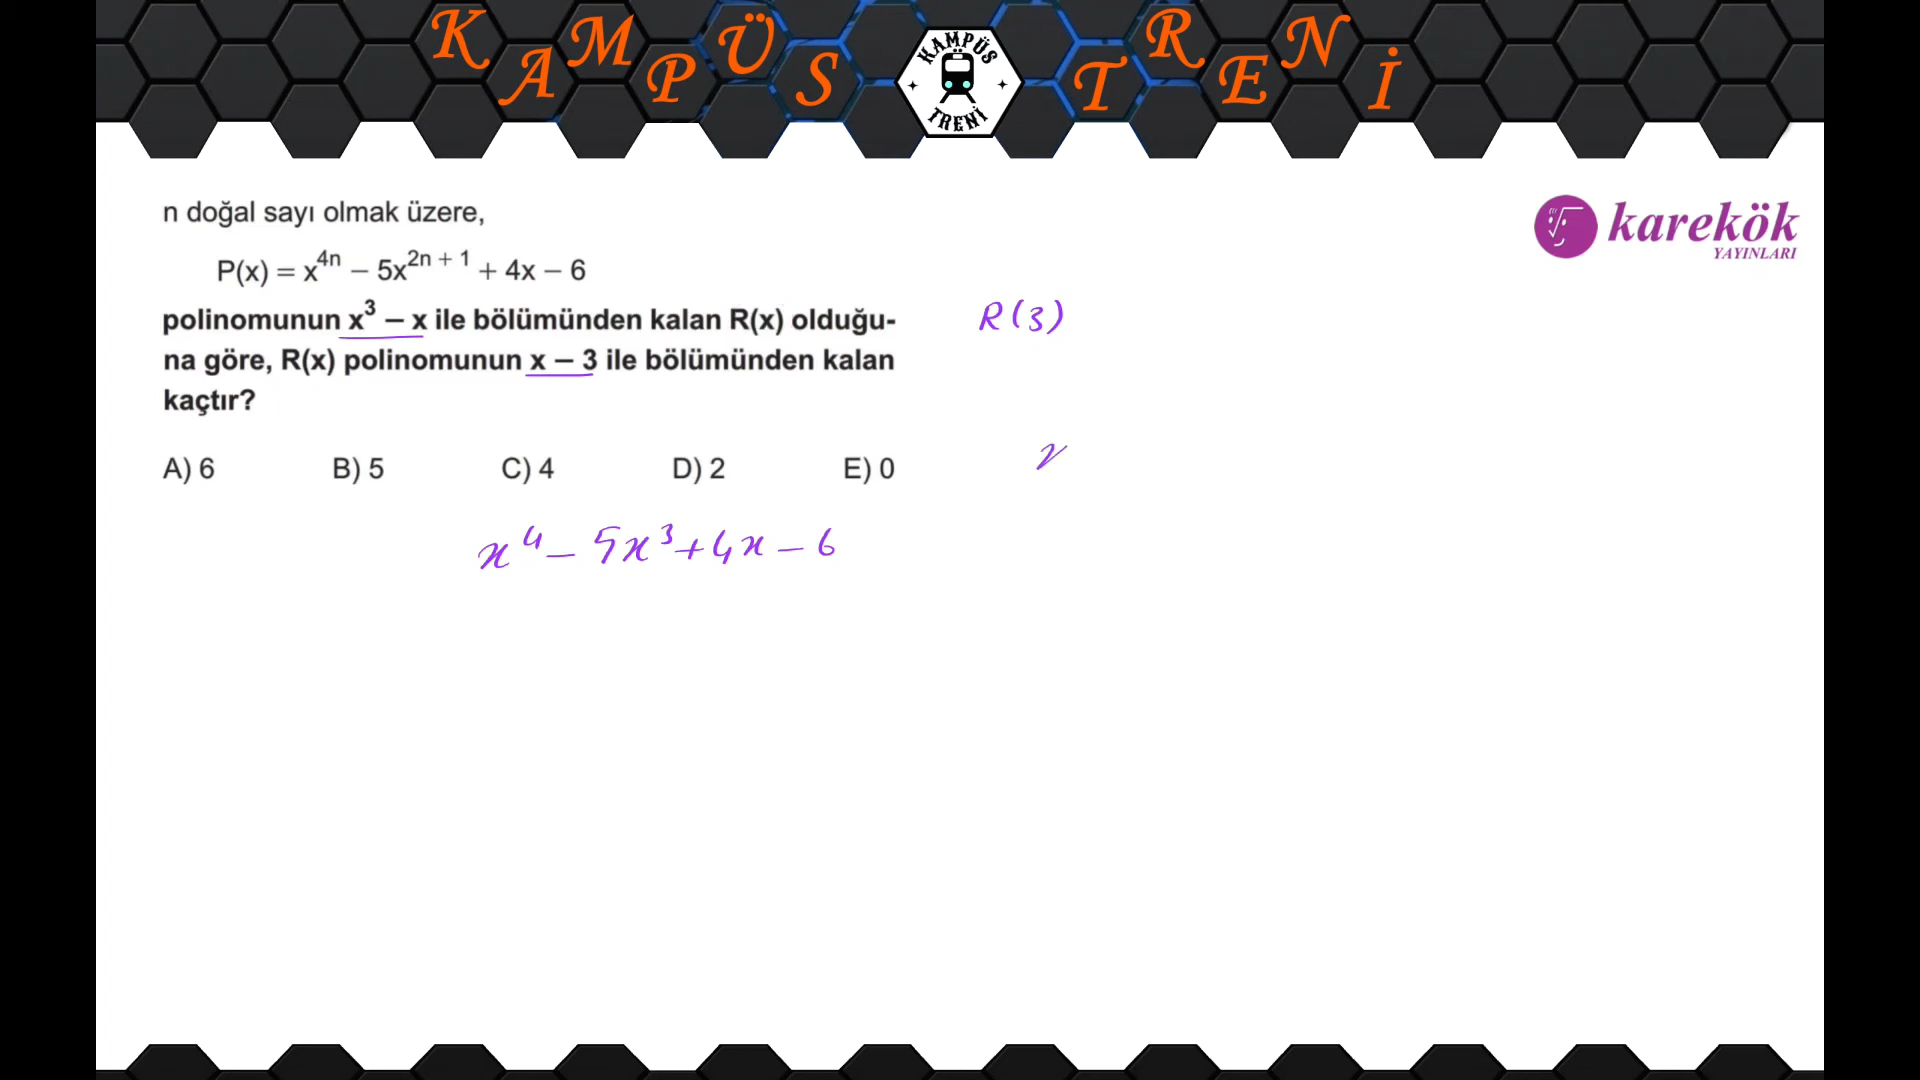 KAMPÜS TRENİ
KAMPÜS
TRENİ
karekök
YAYINLARI
n doğal sayı olmak üzere,
P(x) = x^4n − 5x^2n + 1 + 4x − 6
polinomunun x^3 − x ile bölümünden kalan R(x) olduğu-
na göre, R(x) polinomunun x − 3 ile bölümünden kalan
kaçtır?
R(3)
A) 6 B) 5 C) 4 D) 2 E) 0
x^4 − 5x^3 + 4x − 6